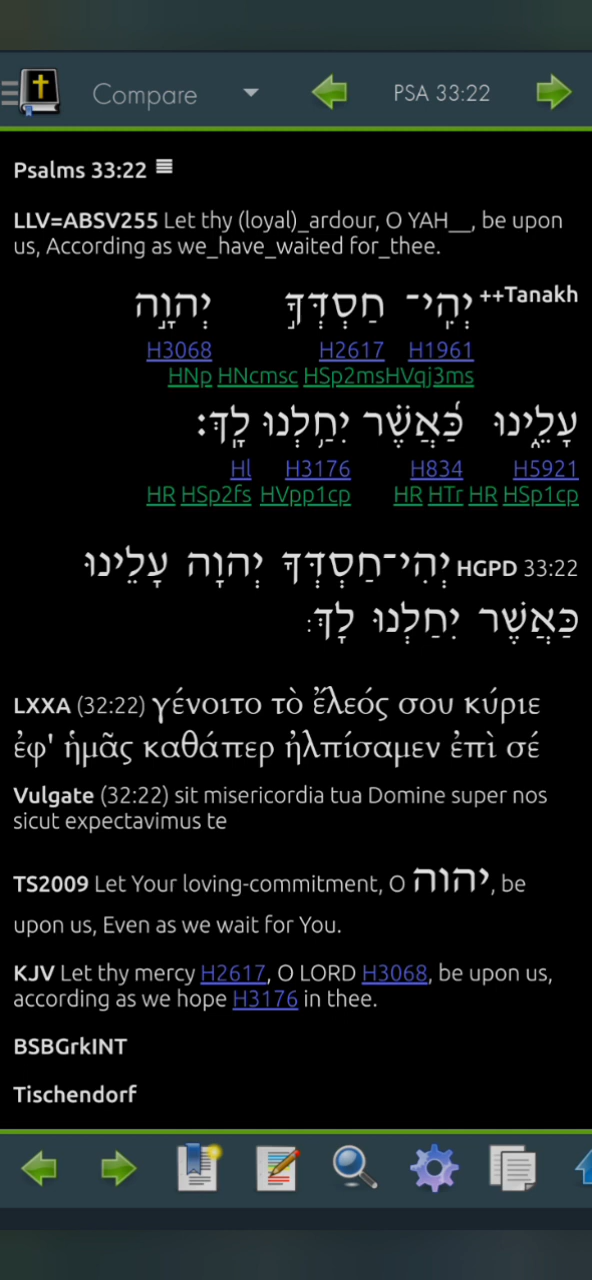 Compare
PSA 33:22
Psalms 33:22
LLV=ABSV255 Let thy (loyal)_ardour, O YAH__, be upon
us, According as we_have_waited for_thee.
++Tanakh יְהִֽי־ חַסְדְּךָ֣ יְהוָ֣ה
H3068 H2617 H1961
HNp HNcmsc HSp2msHVqj3ms
עָלֵ֑ינוּ כַּ֝אֲשֶׁ֗ר יִחַ֥לְנוּ לָֽךְ׃
Hl H3176 H834 H5921
HR HSp2fs HVpp1cp HR HTr HR HSp1cp
HGPD 33:22 יְהִי־חַסְדְּךָ יְהוָה עָלֵינוּ
כַּאֲשֶׁר יִחַלְנוּ לָךְ׃
LXXA (32:22) γένοιτο τὸ ἔλεός σου κύριε
ἐφ' ἡμᾶς καθάπερ ἠλπίσαμεν ἐπὶ σέ
Vulgate (32:22) sit misericordia tua Domine super nos
sicut expectavimus te
TS2009 Let Your loving-commitment, O יהוה, be
upon us, Even as we wait for You.
KJV Let thy mercy H2617, O LORD H3068, be upon us,
according as we hope H3176 in thee.
BSBGrkINT
Tischendorf